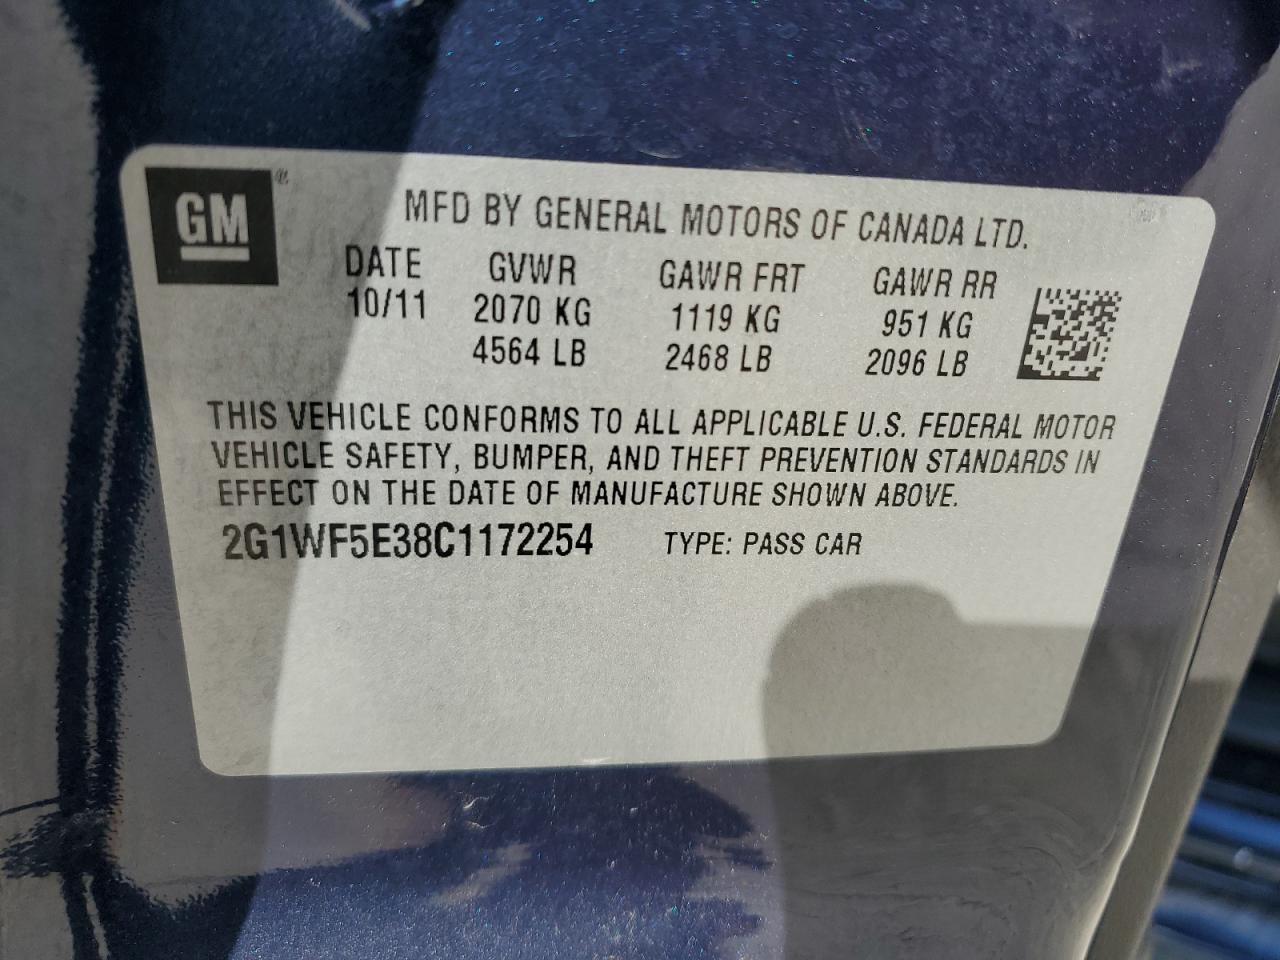 GM®
MFD BY GENERAL MOTORS OF CANADA LTD.
DATE GVWR GAWR FRT GAWR RR
10/11 2070 KG 1119 KG 951 KG
4564 LB 2468 LB 2096 LB
THIS VEHICLE CONFORMS TO ALL APPLICABLE U.S. FEDERAL MOTOR
VEHICLE SAFETY, BUMPER, AND THEFT PREVENTION STANDARDS IN
EFFECT ON THE DATE OF MANUFACTURE SHOWN ABOVE.
2G1WF5E38C1172254 TYPE: PASS CAR